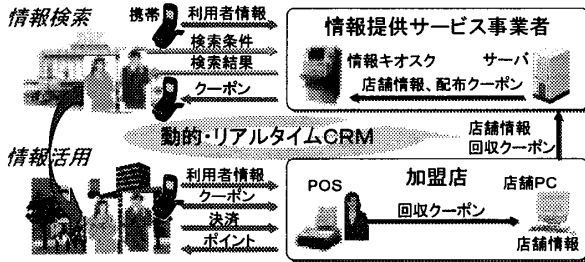 情報検索
携帯
利用者情報
検索条件
検索結果
クーポン
情報提供サービス事業者
情報キオスク
サーバ
店舗情報、配布クーポン
動的・リアルタイムCRM
店舗情報
回収クーポン
情報活用
利用者情報
クーポン
決済
ポイント
加盟店
POS
店舗PC
回収クーポン
店舗情報